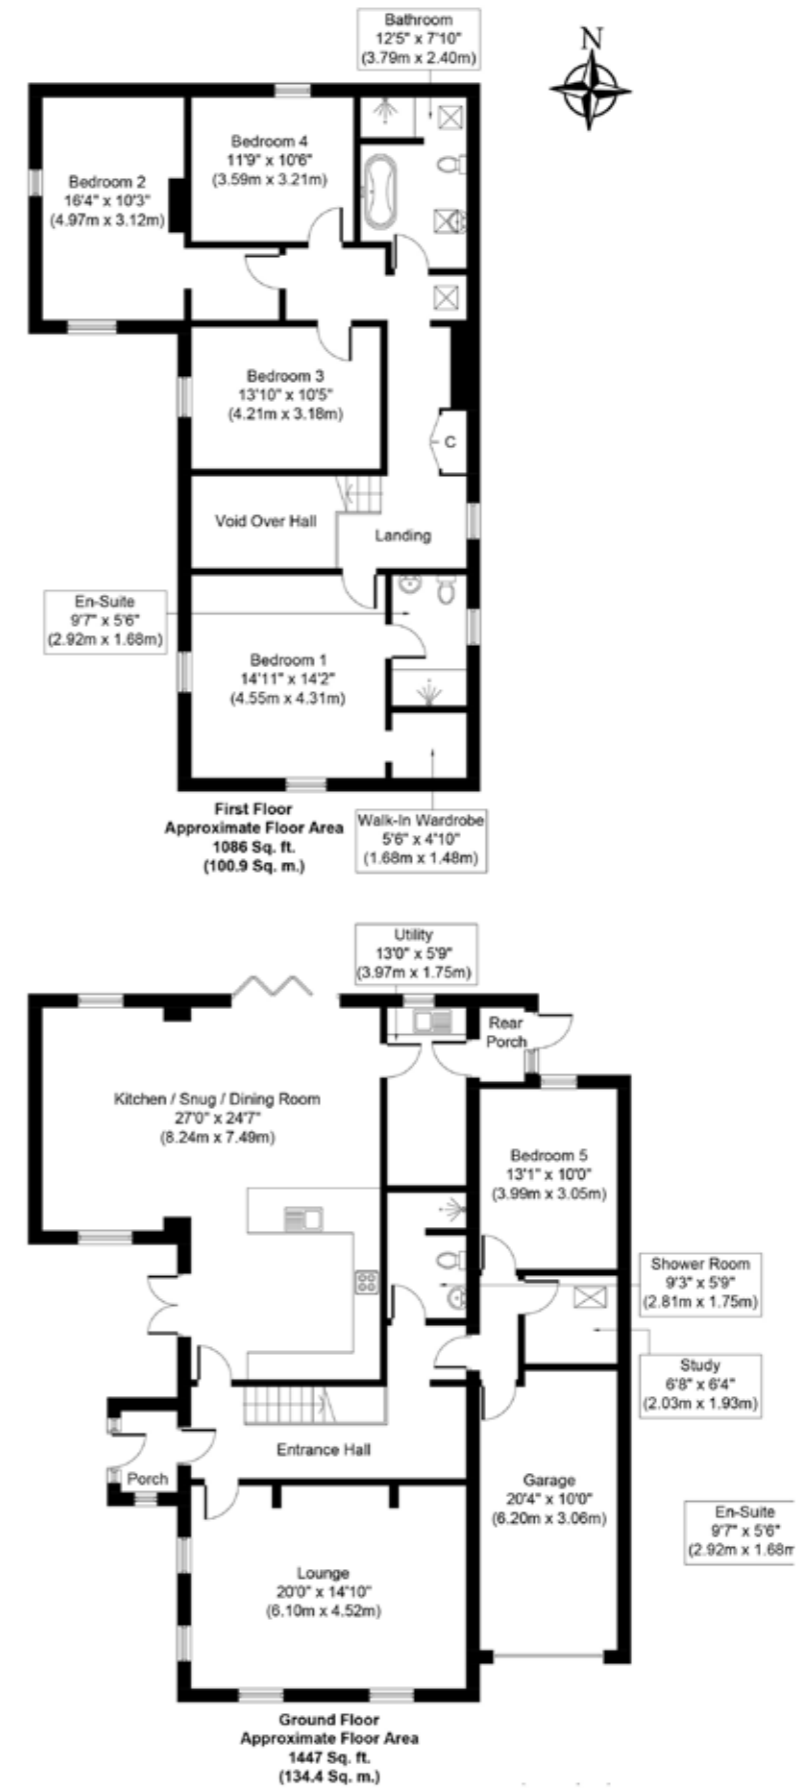 Bathroom
12'5" x 7'10"
(3.79m x 2.40m)
N
Bedroom 4
11'9" x 10'6"
(3.59m x 3.21m)
Bedroom 2
16'4" x 10'3"
(4.97m x 3.12m)
Bedroom 3
13'10" x 10'5"
(4.21m x 3.18m)
C
Void Over Hall
Landing
En-Suite
9'7" x 5'6"
(2.92m x 1.68m)
Bedroom 1
14'11" x 14'2"
(4.55m x 4.31m)
First Floor
Approximate Floor Area
1086 Sq. ft.
(100.9 Sq. m.)
Walk-In Wardrobe
5'6" x 4'10"
(1.68m x 1.48m)
Utility
13'0" x 5'9"
(3.97m x 1.75m)
Rear
Porch
Kitchen / Snug / Dining Room
27'0" x 24'7"
(8.24m x 7.49m)
Bedroom 5
13'1" x 10'0"
(3.99m x 3.05m)
Shower Room
9'3" x 5'9"
(2.81m x 1.75m)
Study
6'8" x 6'4"
(2.03m x 1.93m)
Entrance Hall
Porch
Garage
20'4" x 10'0"
(6.20m x 3.06m)
En-Suite
9'7" x 5'6"
(2.92m x 1.68m
Lounge
20'0" x 14'10"
(6.10m x 4.52m)
Ground Floor
Approximate Floor Area
1447 Sq. ft.
(134.4 Sq. m.)